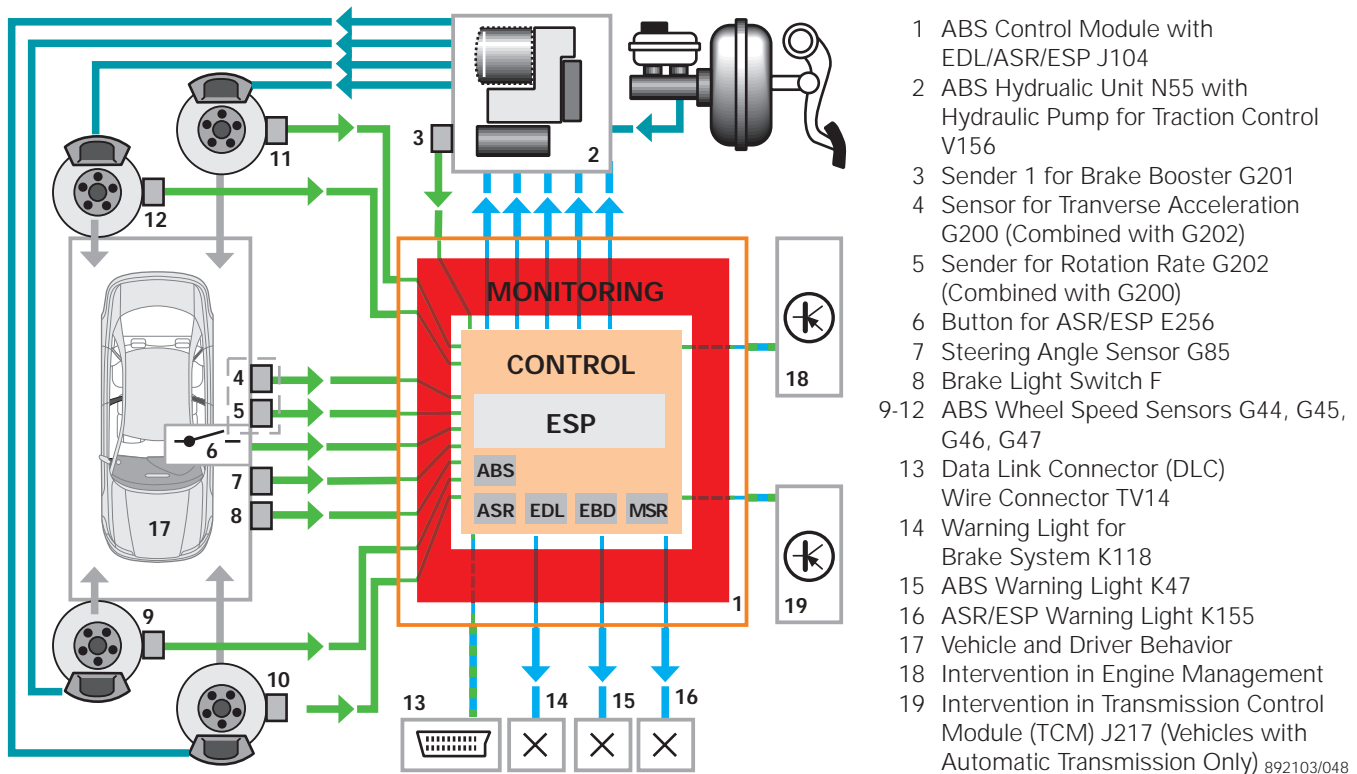 11
12
3
2
MONITORING
CONTROL
ESP
ABS
ASR EDL EBD MSR
4
5
6
7
8
17
18
19
1
9
10
13
14
15
16
1 ABS Control Module with
EDL/ASR/ESP J104
2 ABS Hydrualic Unit N55 with
Hydraulic Pump for Traction Control
V156
3 Sender 1 for Brake Booster G201
4 Sensor for Tranverse Acceleration
G200 (Combined with G202)
5 Sender for Rotation Rate G202
(Combined with G200)
6 Button for ASR/ESP E256
7 Steering Angle Sensor G85
8 Brake Light Switch F
9-12 ABS Wheel Speed Sensors G44, G45,
G46, G47
13 Data Link Connector (DLC)
Wire Connector TV14
14 Warning Light for
Brake System K118
15 ABS Warning Light K47
16 ASR/ESP Warning Light K155
17 Vehicle and Driver Behavior
18 Intervention in Engine Management
19 Intervention in Transmission Control
Module (TCM) J217 (Vehicles with
Automatic Transmission Only) 892103/048